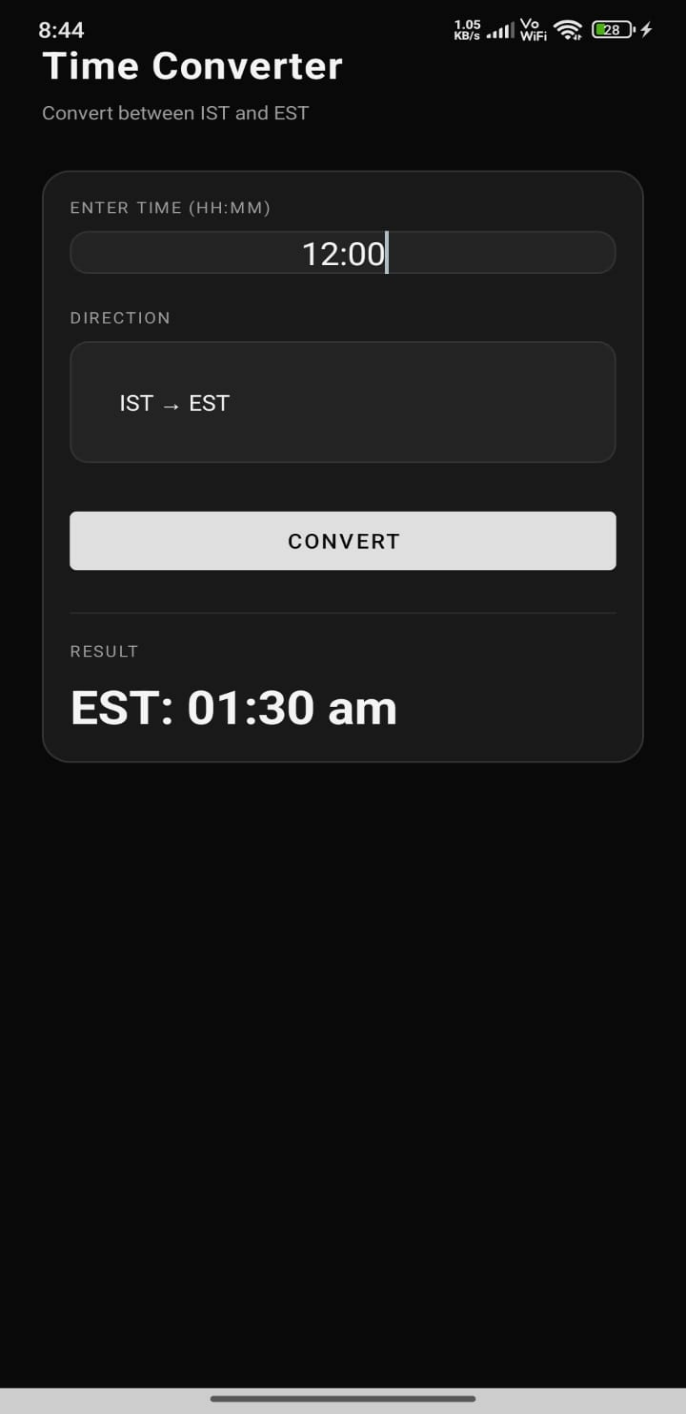 8:44
1.05 KB/s Vo WiFi 28
Time Converter
Convert between IST and EST
ENTER TIME (HH:MM)
12:00
DIRECTION
IST → EST
CONVERT
RESULT
EST: 01:30 am